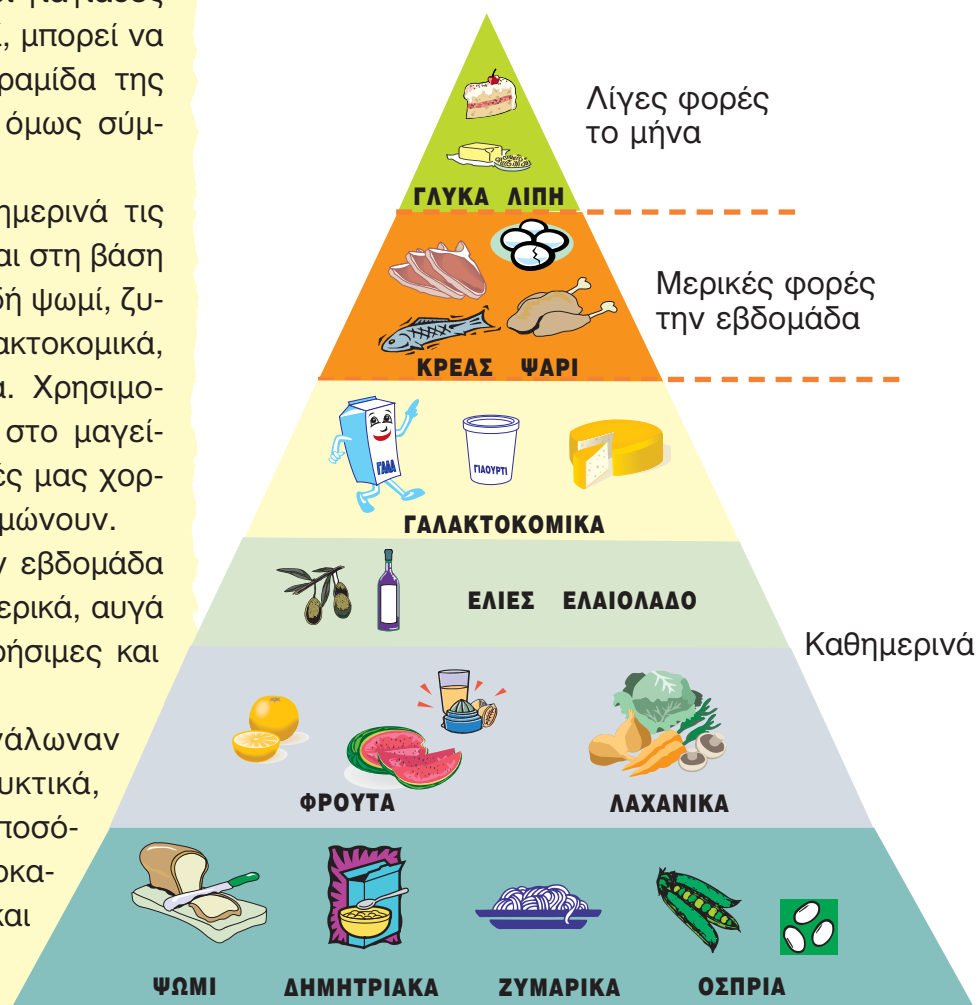 , μπορεί να
ραμίδα της
όμως σύμ-
ημερινά τις
αι στη βάση
δή ψωμί, ζυ-
ακτοκομικά,
α. Χρησιμο-
στο μαγεί-
ές μας χορ-
μώνουν.
ν εβδομάδα
ερικά, αυγά
ρήσιμες και
νάλωναν
υκτικά,
ποσό-
οκα-
και
Λίγες φορές
το μήνα
ΓΛΥΚΑ ΛΙΠΗ
Μερικές φορές
την εβδομάδα
ΚΡΕΑΣ ΨΑΡΙ
ΓΑΛΑ
ΓΙΑΟΥΡΤΙ
ΓΑΛΑΚΤΟΚΟΜΙΚΑ
ΕΛΙΕΣ ΕΛΑΙΟΛΑΔΟ
Καθημερινά
ΦΡΟΥΤΑ ΛΑΧΑΝΙΚΑ
ΨΩΜΙ ΔΗΜΗΤΡΙΑΚΑ ΖΥΜΑΡΙΚΑ ΟΣΠΡΙΑ